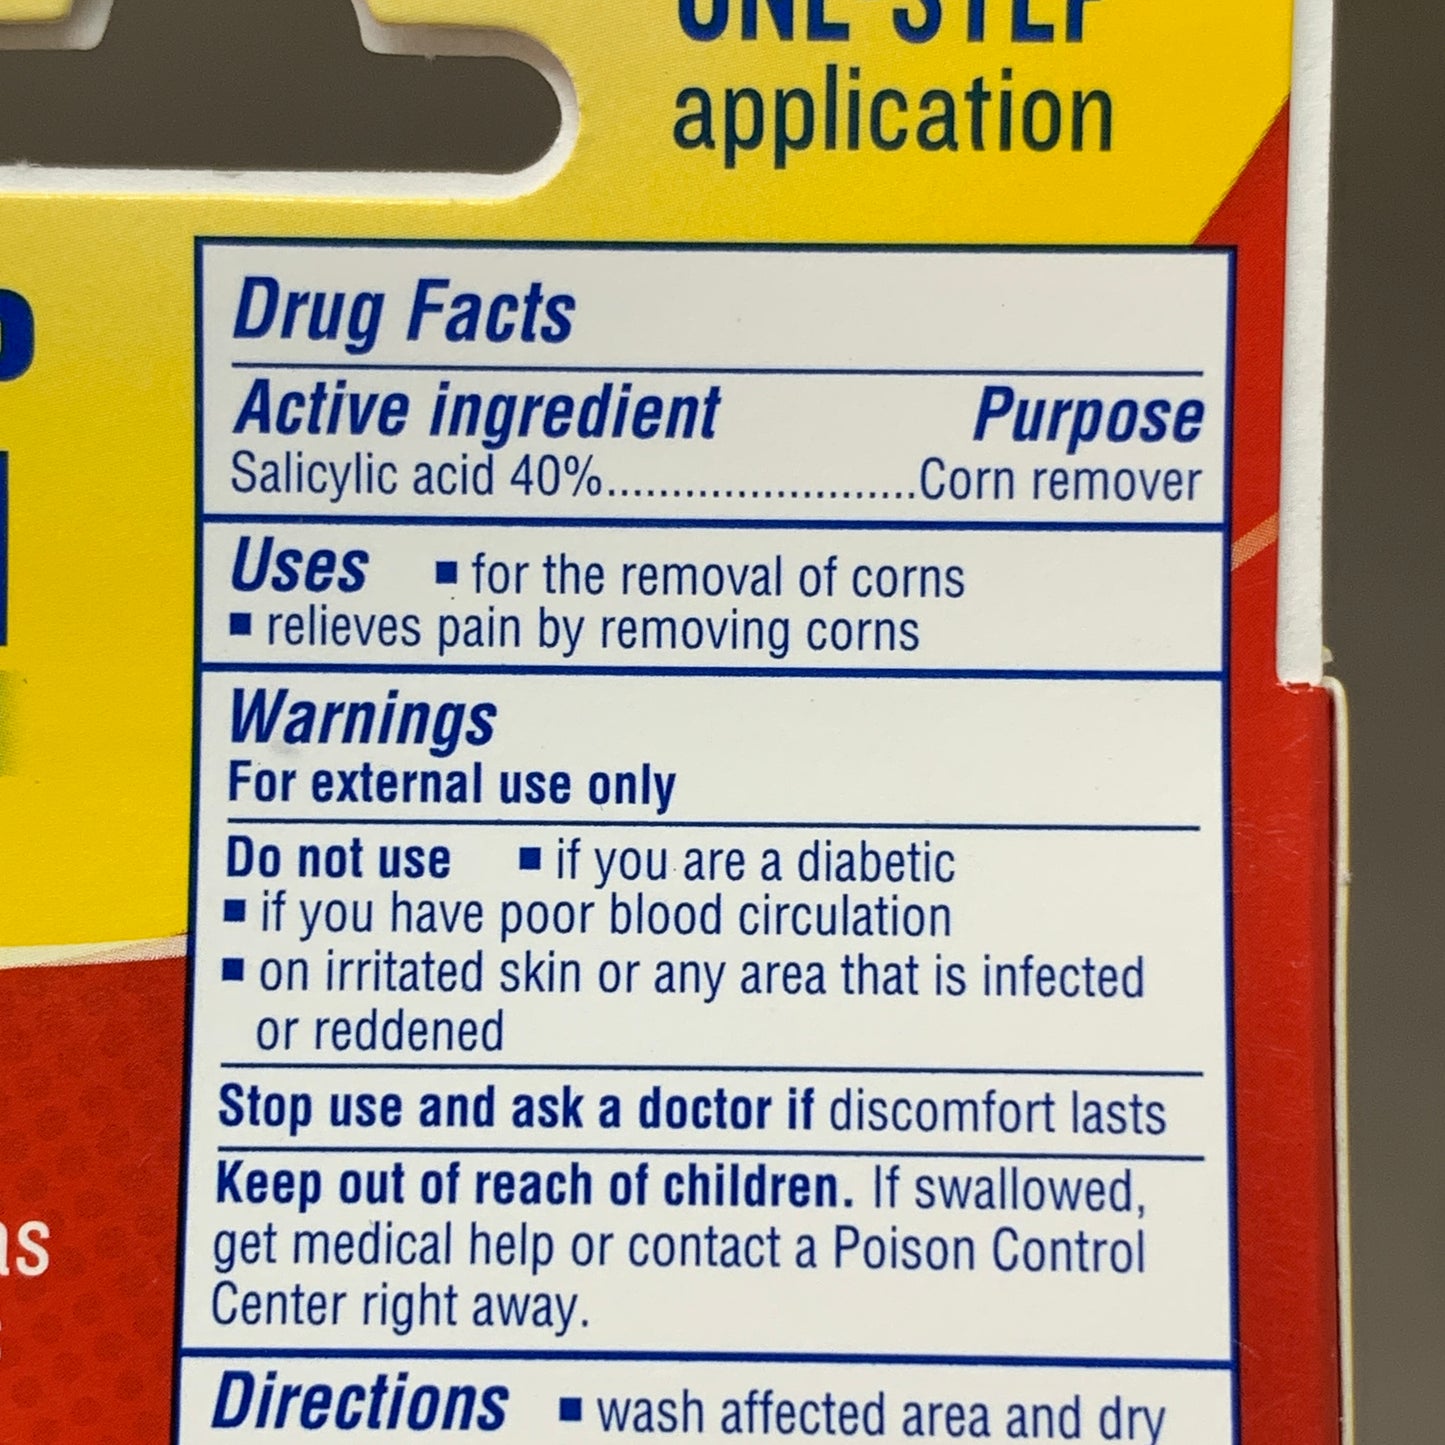 ONE-STEP
application
Drug Facts
Active ingredient Purpose
Salicylic acid 40%........................Corn remover
Uses ■ for the removal of corns
■ relieves pain by removing corns
Warnings
For external use only
Do not use ■ if you are a diabetic
■ if you have poor blood circulation
■ on irritated skin or any area that is infected
or reddened
Stop use and ask a doctor if discomfort lasts
Keep out of reach of children. If swallowed,
get medical help or contact a Poison Control
Center right away.
Directions ■ wash affected area and dry